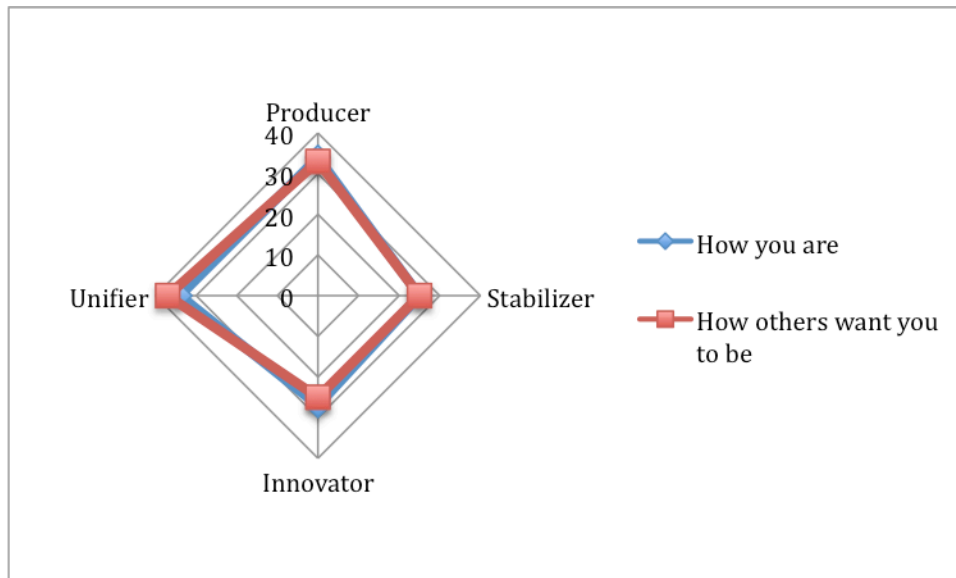 Producer
40
30
20
10
0
Unifier
Stabilizer
Innovator
How you are
How others want you
to be